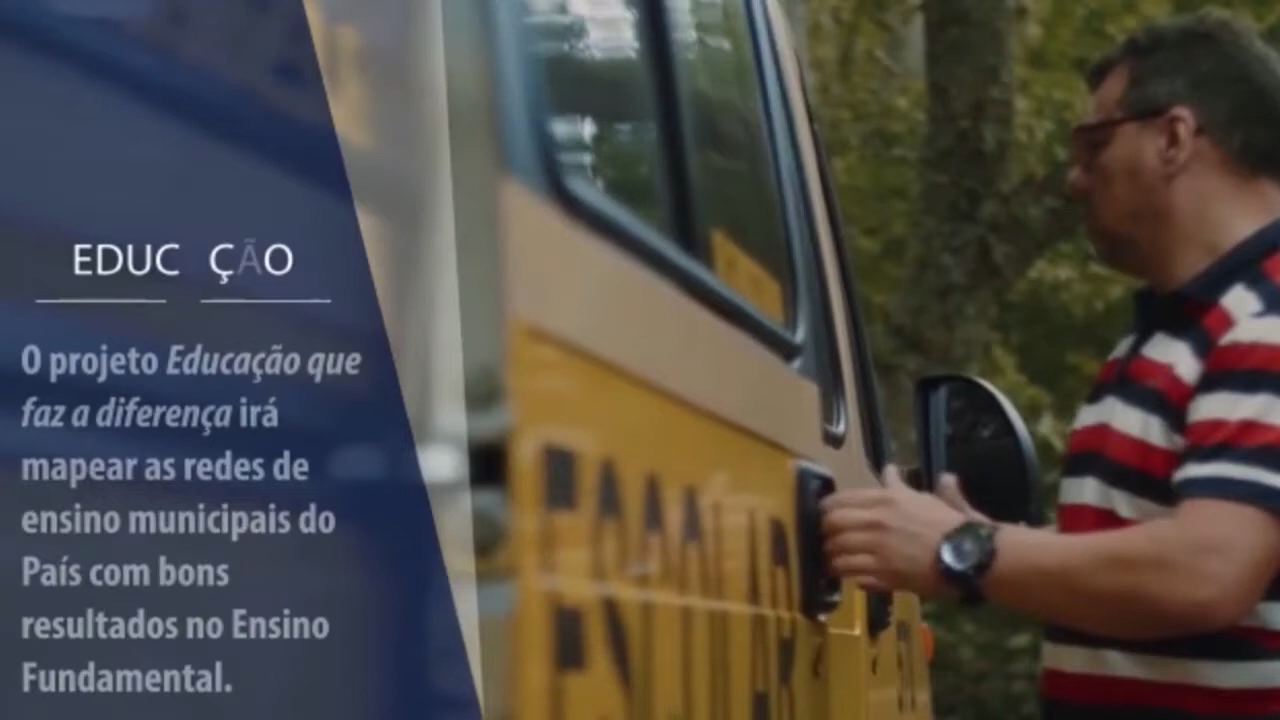 EDUC ÇÃO
O projeto Educação que
faz a diferença irá
mapear as redes de
ensino municipais do
País com bons
resultados no Ensino
Fundamental.
ESCOLAR